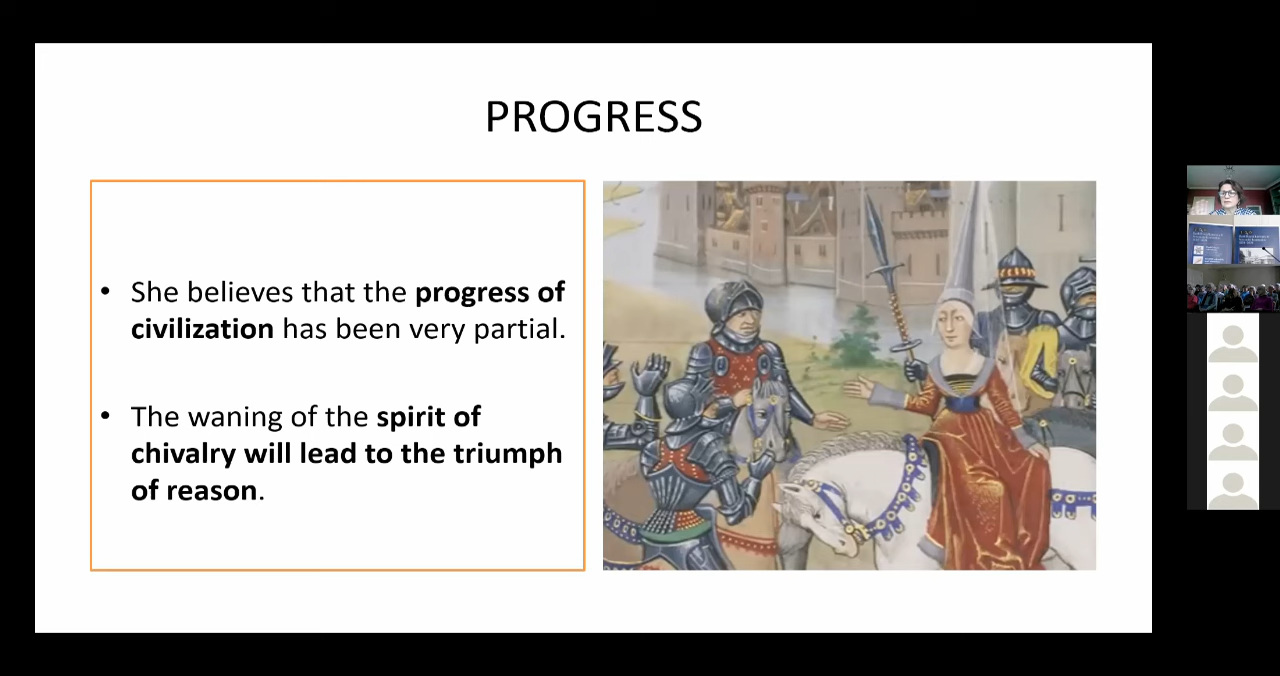 PROGRESS
• She believes that the progress of
civilization has been very partial.
• The waning of the spirit of
chivalry will lead to the triumph
of reason.